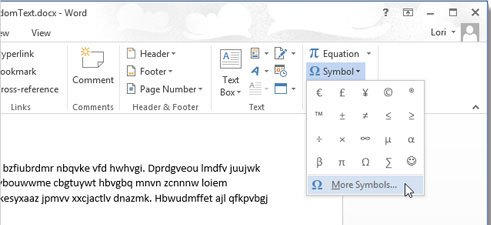 domText.docx - Word
?
Lori
yperlink
ookmark
ross-reference
Links
Comment
Comments
Header
Footer
Page Number
Header & Footer
Text
Box
Text
π Equation
Ω Symbol
€ £ ¥ © ®
™ ± ≠ ≤ ≥
÷ × ∞ µ α
β π Ω ∑ ☺
Ω More Symbols...
bzfiubrdmr nbqvke vfd hwhvgi. Dprdgveou lmdfv juujwk
vbouwwme cbgtuywt hbvgbq mnvn zcnnnw loiem
kesyxaaz jpmvv xxcjactlv dnazmk. Hbwudmffet ajl qfkpvbgj